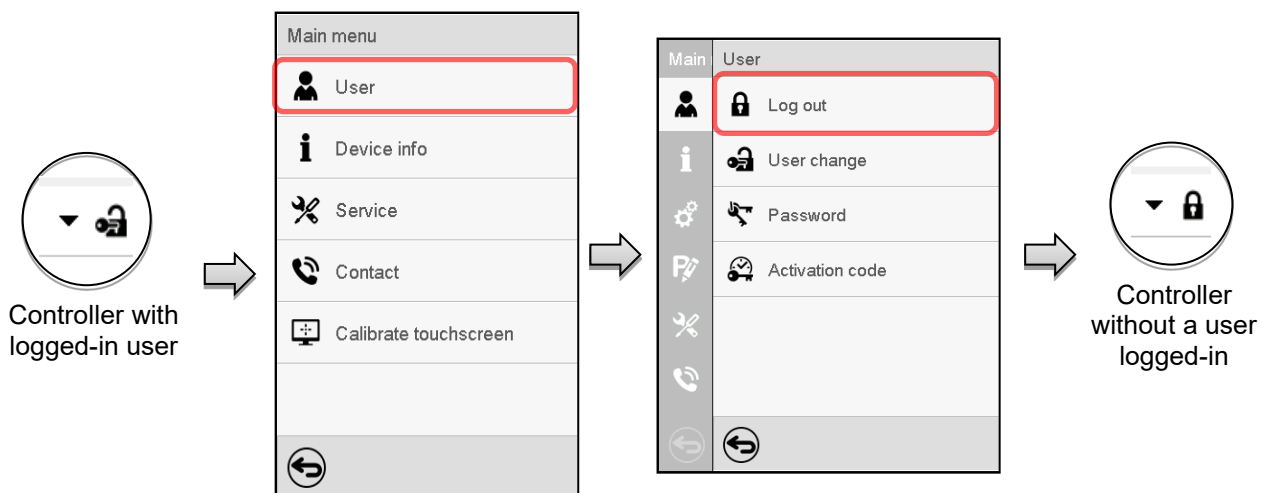 Controller with
logged-in user
Main menu
User
Device info
Service
Contact
Calibrate touchscreen
Main
User
Log out
User change
Password
Activation code
Controller
without a user
logged-in